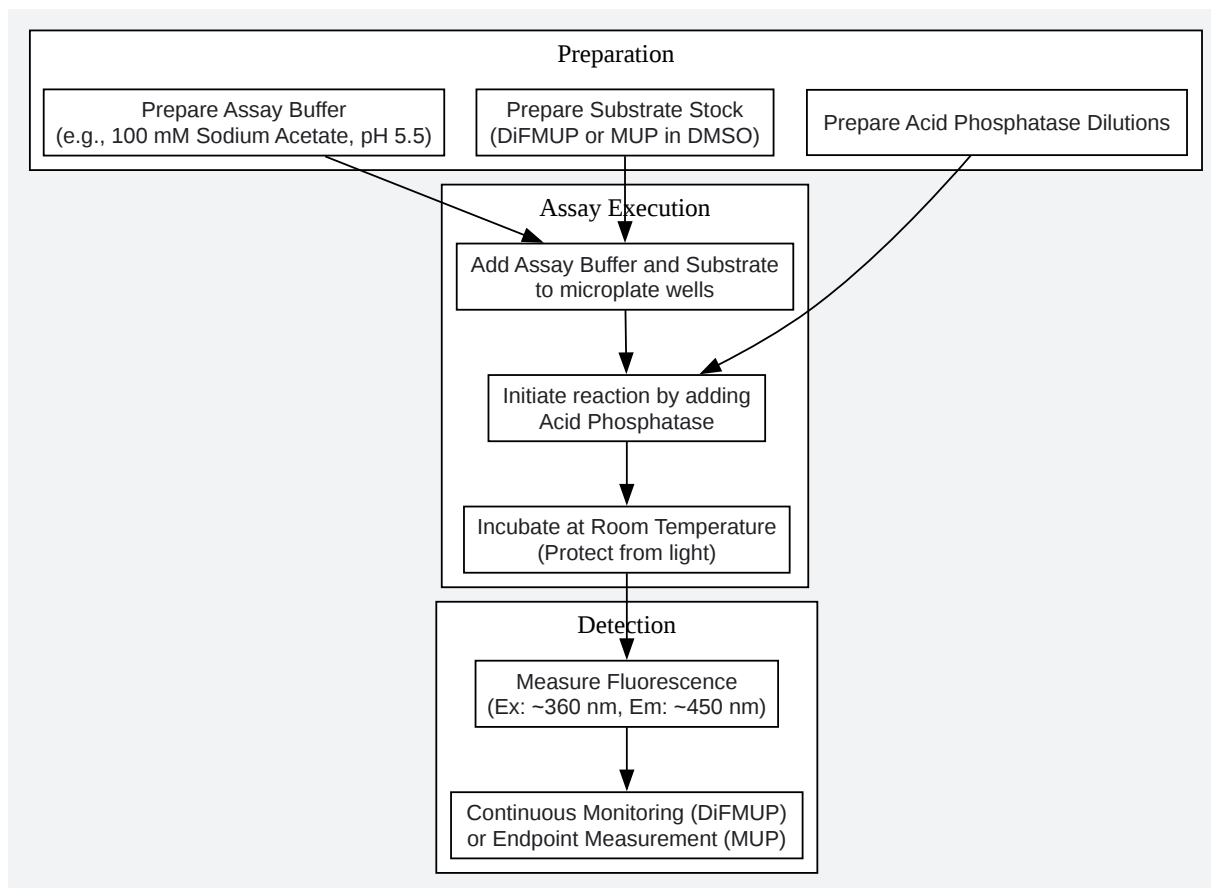 Preparation
Prepare Assay Buffer
(e.g., 100 mM Sodium Acetate, pH 5.5)
Prepare Substrate Stock
(DiFMUP or MUP in DMSO)
Prepare Acid Phosphatase Dilutions
Assay Execution
Add Assay Buffer and Substrate
to microplate wells
Initiate reaction by adding
Acid Phosphatase
Incubate at Room Temperature
(Protect from light)
Detection
Measure Fluorescence
(Ex: ~360 nm, Em: ~450 nm)
Continuous Monitoring (DiFMUP)
or Endpoint Measurement (MUP)